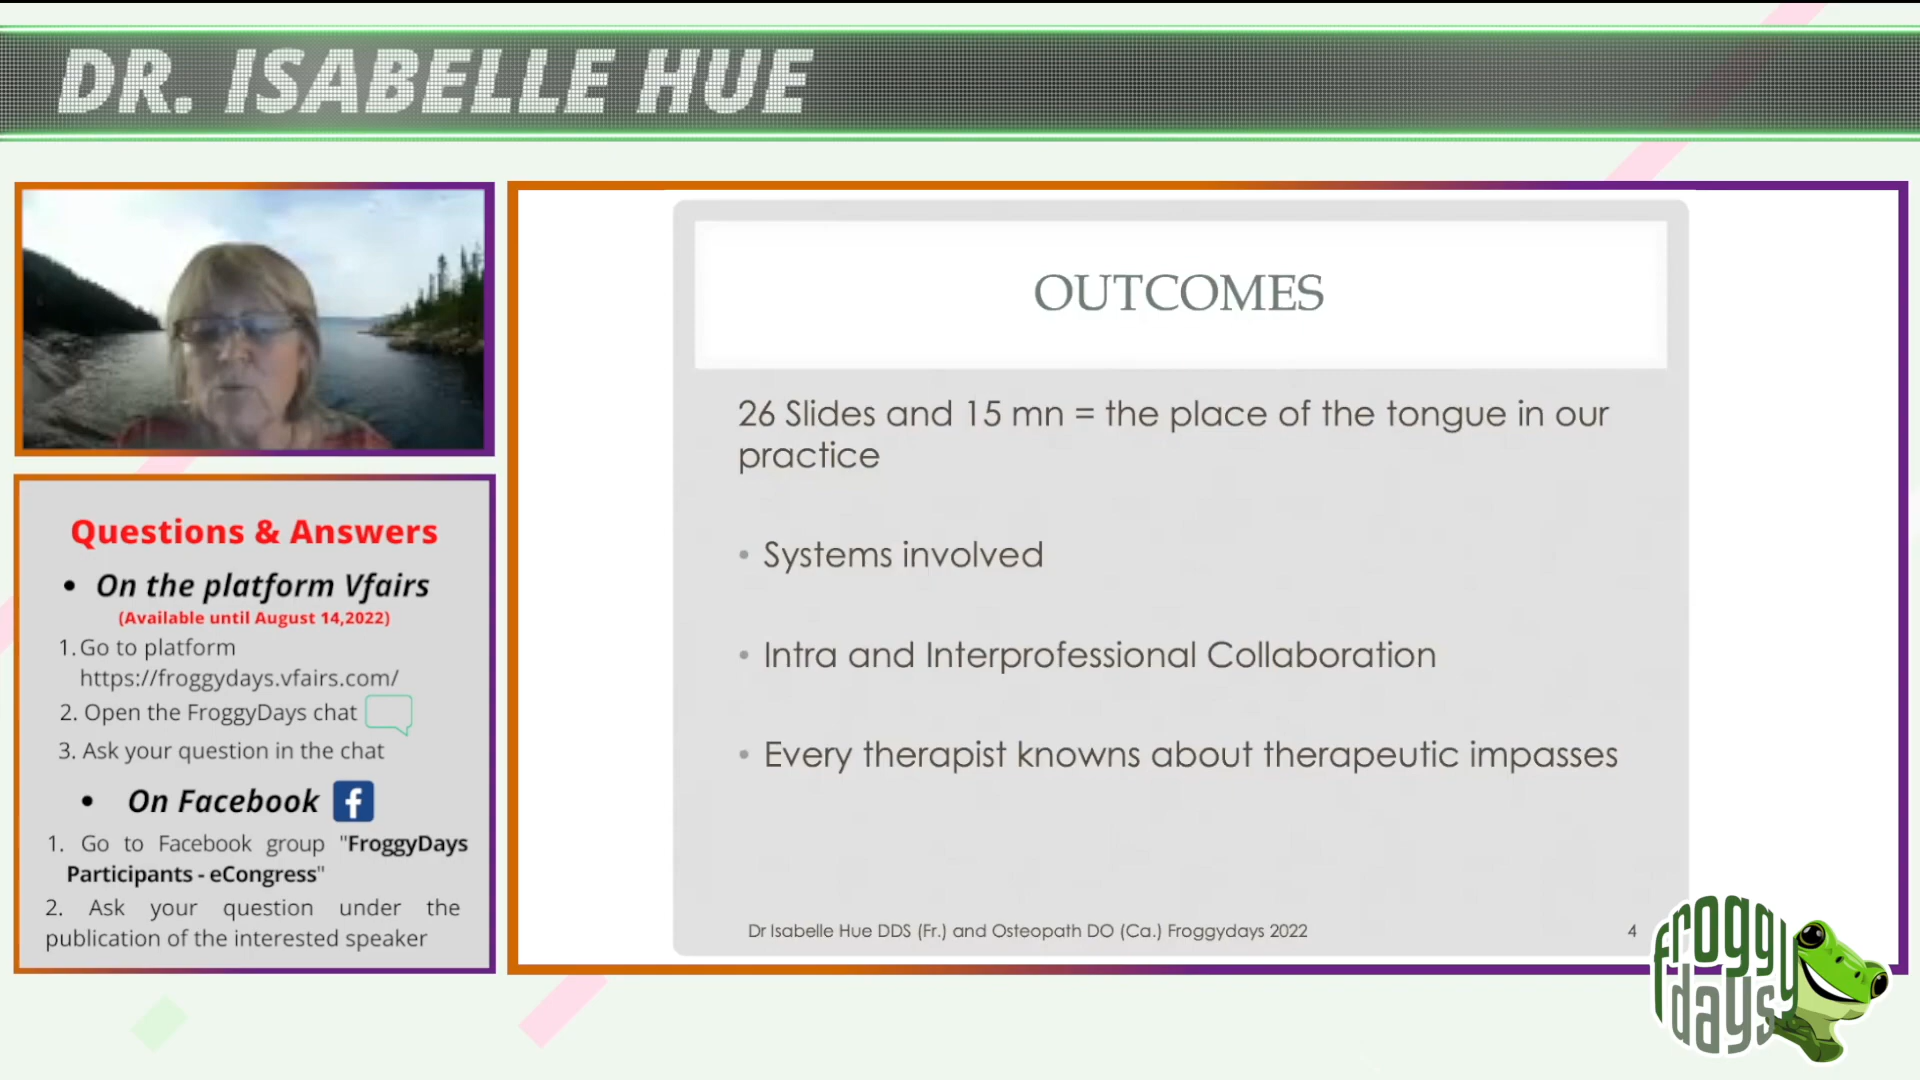 DR. ISABELLE HUE
OUTCOMES
26 Slides and 15 mn = the place of the tongue in our
practice
• Systems involved
• Intra and Interprofessional Collaboration
• Every therapist knowns about therapeutic impasses
Dr Isabelle Hue DDS (Fr.) and Osteopath DO (Ca.) Froggydays 2022
4
Questions & Answers
• On the platform Vfairs
(Available until August 14,2022)
1. Go to platform
https://froggydays.vfairs.com/
2. Open the FroggyDays chat
3. Ask your question in the chat
• On Facebook f
1. Go to Facebook group "FroggyDays
Participants - eCongress"
2. Ask your question under the
publication of the interested speaker
froggy
days